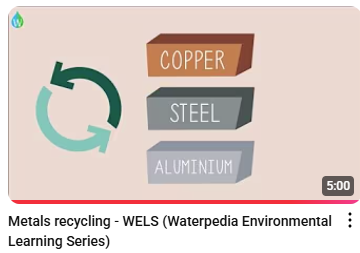 W
COPPER
STEEL
ALUMINIUM
5:00
Metals recycling - WELS (Waterpedia Environmental
Learning Series)